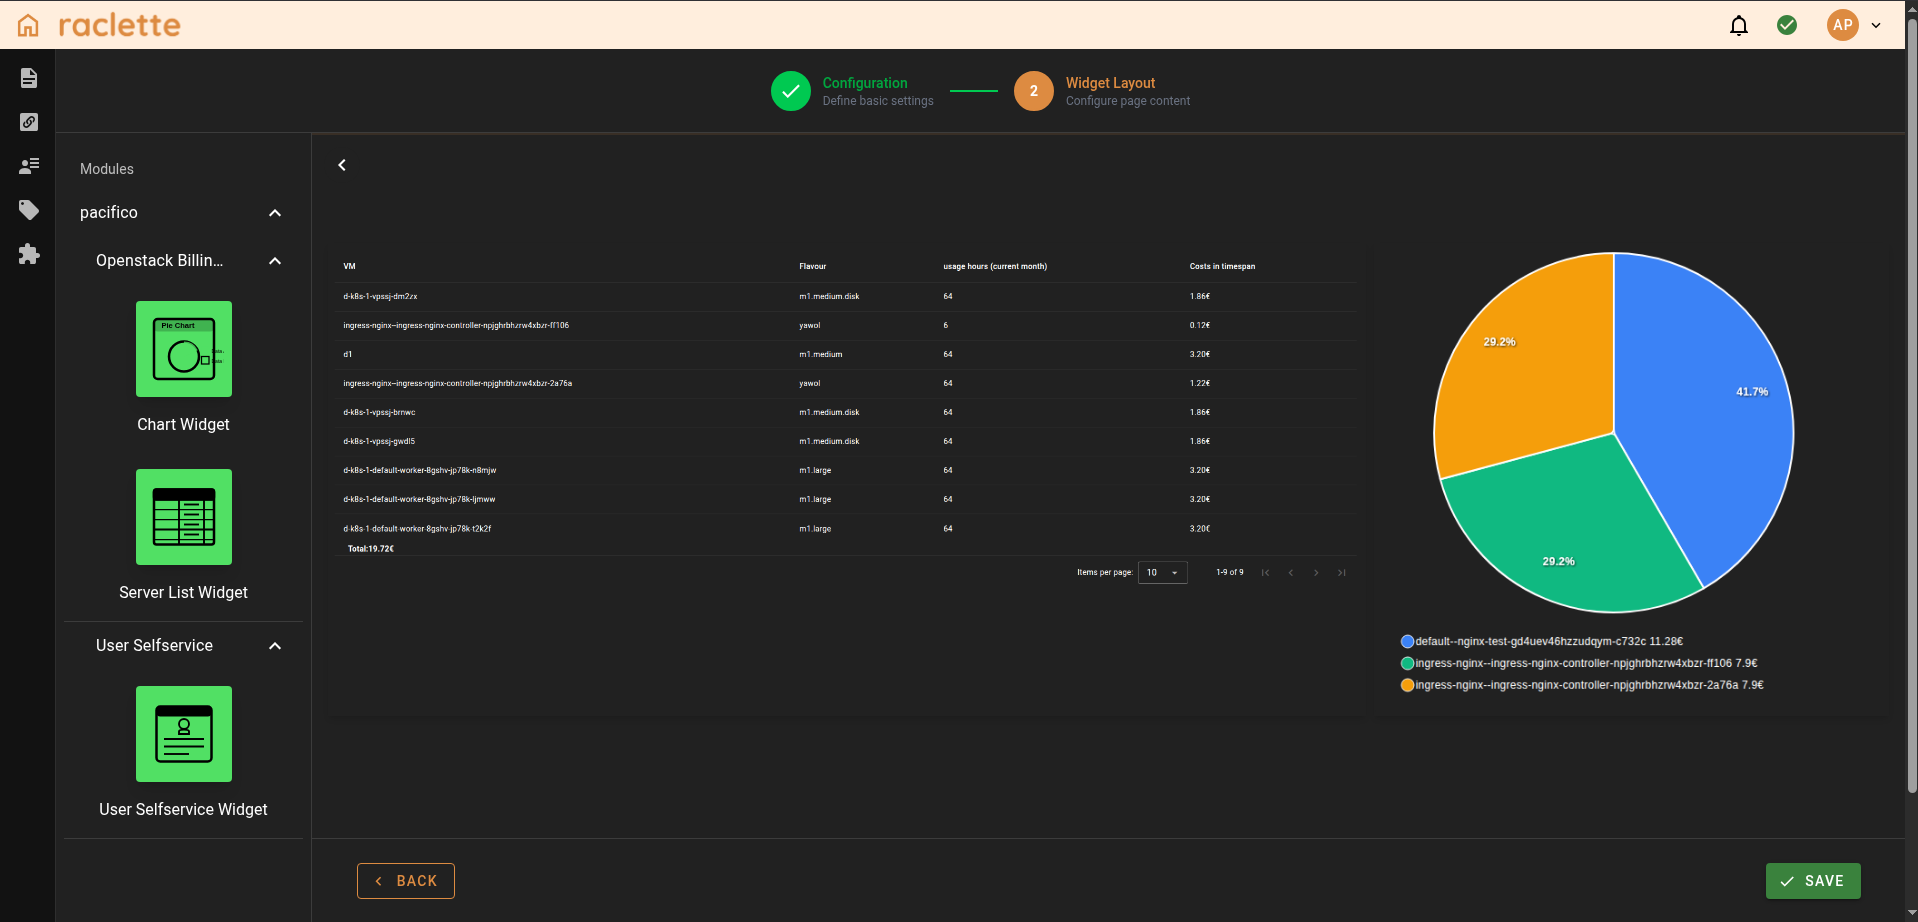 raclette
AP
Configuration
Define basic settings
2
Widget Layout
Configure page content
Modules
pacifico
Openstack Billin...
Pie Chart
Chart Widget
Server List Widget
User Selfservice
User Selfservice Widget
VM Flavour usage hours (current month) Costs in timespan
d-k8s-1-vpssj-dm2zx m1.medium.disk 64 1.86€
ingress-nginx--ingress-nginx-controller-npjghrbhzrw4xbzr-ff106 yawol 6 0.12€
d1 m1.medium 64 3.20€
ingress-nginx--ingress-nginx-controller-npjghrbhzrw4xbzr-2a76a yawol 64 1.22€
d-k8s-1-vpssj-brnwc m1.medium.disk 64 1.86€
d-k8s-1-vpssj-gwdl5 m1.medium.disk 64 1.86€
d-k8s-1-default-worker-8gshv-jp78k-n8mjw m1.large 64 3.20€
d-k8s-1-default-worker-8gshv-jp78k-ljmww m1.large 64 3.20€
d-k8s-1-default-worker-8gshv-jp78k-t2k2f m1.large 64 3.20€
Total:19.72€
Items per page: 10 1-9 of 9
29.2%
41.7%
29.2%
default--nginx-test-gd4uev46hzzudqym-c732c 11.28€
ingress-nginx--ingress-nginx-controller-npjghrbhzrw4xbzr-ff106 7.9€
ingress-nginx--ingress-nginx-controller-npjghrbhzrw4xbzr-2a76a 7.9€
BACK
SAVE